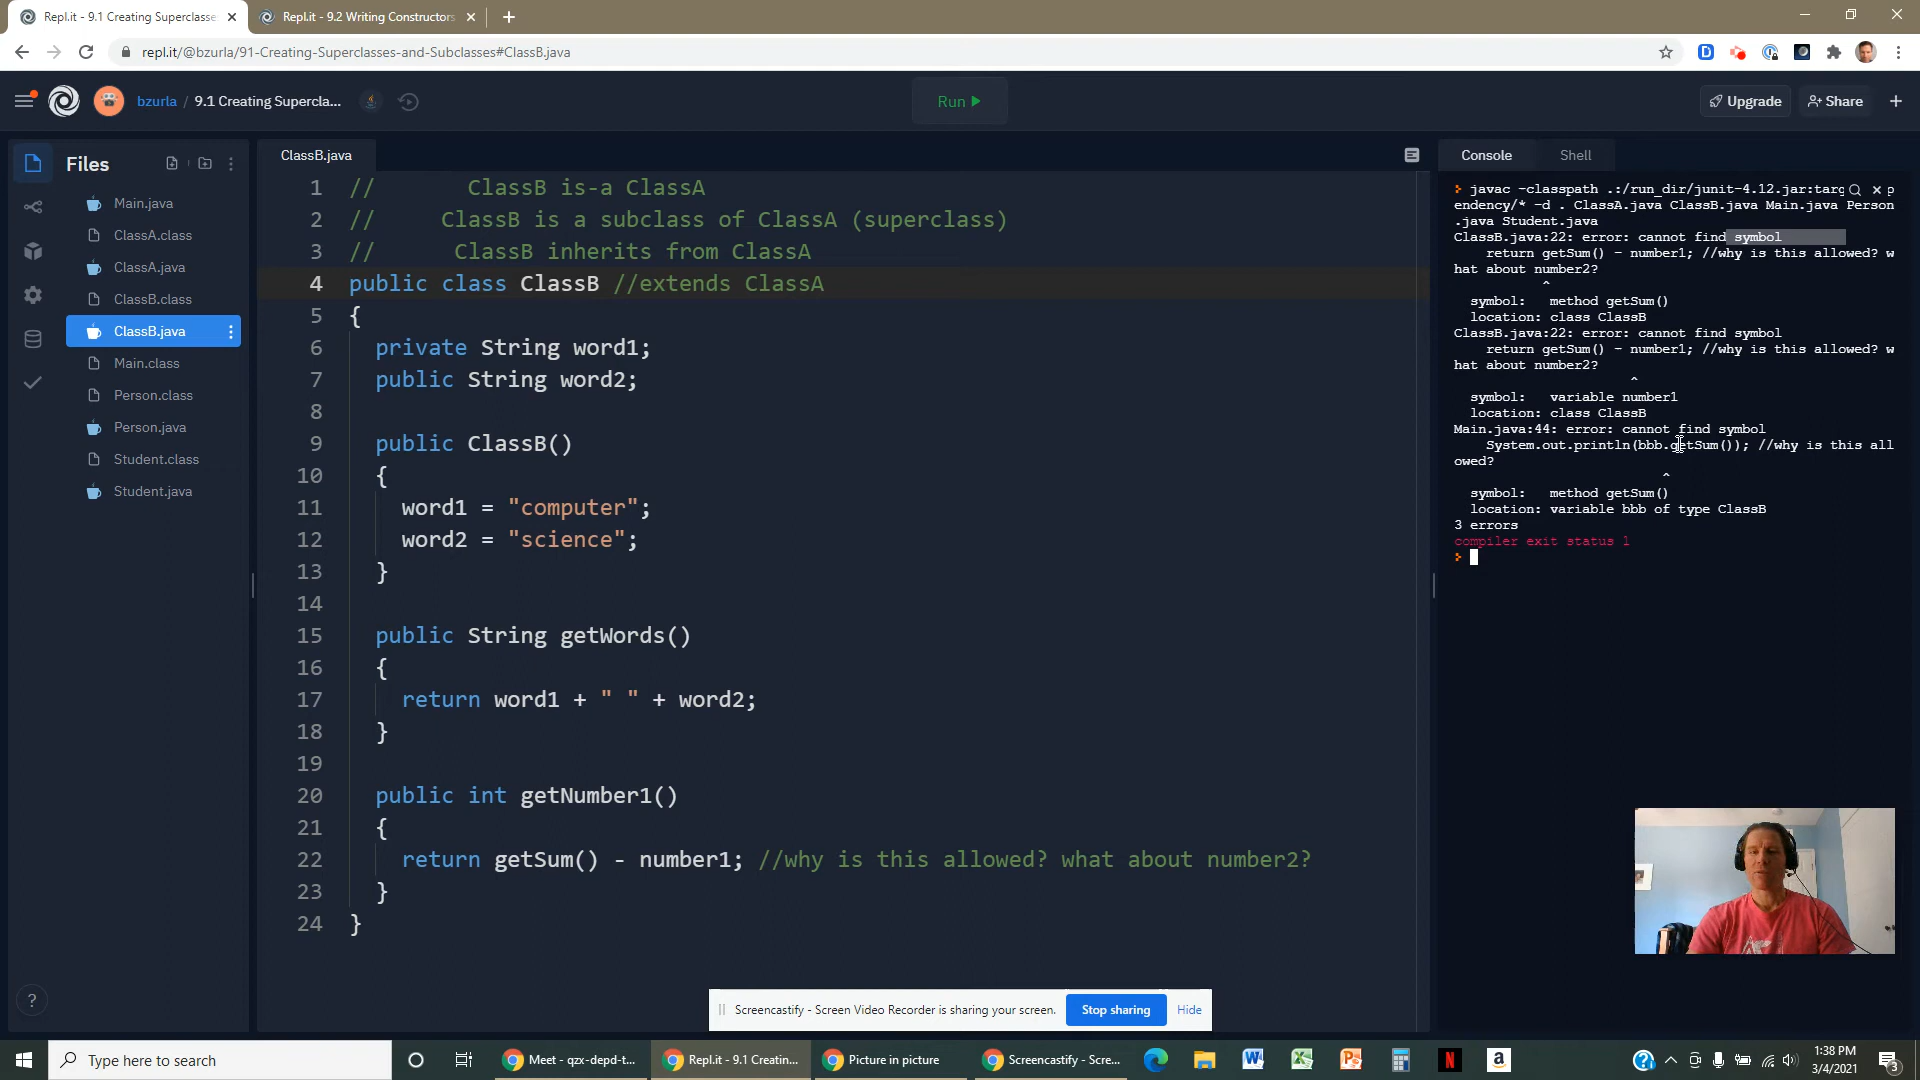 Repl.it - 9.1 Creating Superclasse
Repl.it - 9.2 Writing Constructors
repl.it/@bzurla/91-Creating-Superclasses-and-Subclasses#ClassB.java
bzurla / 9.1 Creating Supercla...
Run
Upgrade
Share
Files
Main.java
ClassA.class
ClassA.java
ClassB.class
ClassB.java
Main.class
Person.class
Person.java
Student.class
Student.java
ClassB.java
1 // ClassB is-a ClassA
2 // ClassB is a subclass of ClassA (superclass)
3 // ClassB inherits from ClassA
4 public class ClassB //extends ClassA
5 {
6 private String word1;
7 public String word2;
8
9 public ClassB()
10 {
11 word1 = "computer";
12 word2 = "science";
13 }
14
15 public String getWords()
16 {
17 return word1 + " " + word2;
18 }
19
20 public int getNumber1()
21 {
22 return getSum() - number1; //why is this allowed? what about number2?
23 }
24 }
Console
Shell
javac -classpath .:/run_dir/junit-4.12.jar:targ p
endency/* -d . ClassA.java ClassB.java Main.java Person
.java Student.java
ClassB.java:22: error: cannot find symbol
return getSum() - number1; //why is this allowed? w
hat about number2?
^
symbol: method getSum()
location: class ClassB
ClassB.java:22: error: cannot find symbol
return getSum() - number1; //why is this allowed? w
hat about number2?
^
symbol: variable number1
location: class ClassB
Main.java:44: error: cannot find symbol
System.out.println(bbb.getSum()); //why is this all
owed?
^
symbol: method getSum()
location: variable bbb of type ClassB
3 errors
compiler exit status 1
Screencastify - Screen Video Recorder is sharing your screen.
Stop sharing
Hide
?
Type here to search
Meet - qzx-depd-t...
Repl.it - 9.1 Creatin...
Picture in picture
Screencastify - Scre...
1:38 PM
3/4/2021
3